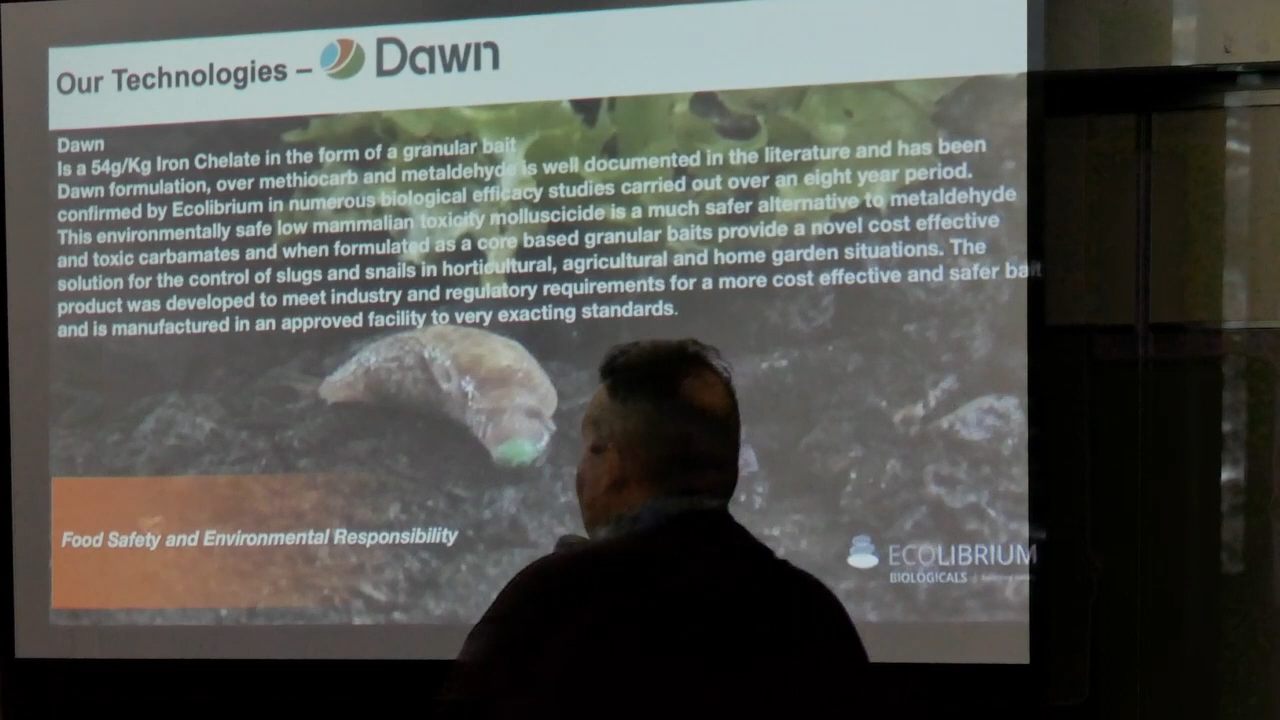 Our Technologies – Dawn
Dawn
Is a 54g/Kg Iron Chelate in the form of a granular bait
Dawn formulation, over methiocarb and metaldehyde is well documented in the literature and has been
confirmed by Ecolibrium in numerous biological efficacy studies carried out over an eight year period.
This environmentally safe low mammalian toxicity molluscicide is a much safer alternative to metaldehyde
and toxic carbamates and when formulated as a core based granular baits provide a novel cost effective
solution for the control of slugs and snails in horticultural, agricultural and home garden situations. The
product was developed to meet industry and regulatory requirements for a more cost effective and safer bait
and is manufactured in an approved facility to very exacting standards.
Food Safety and Environmental Responsibility
ECOLIBRIUM
BIOLOGICALS